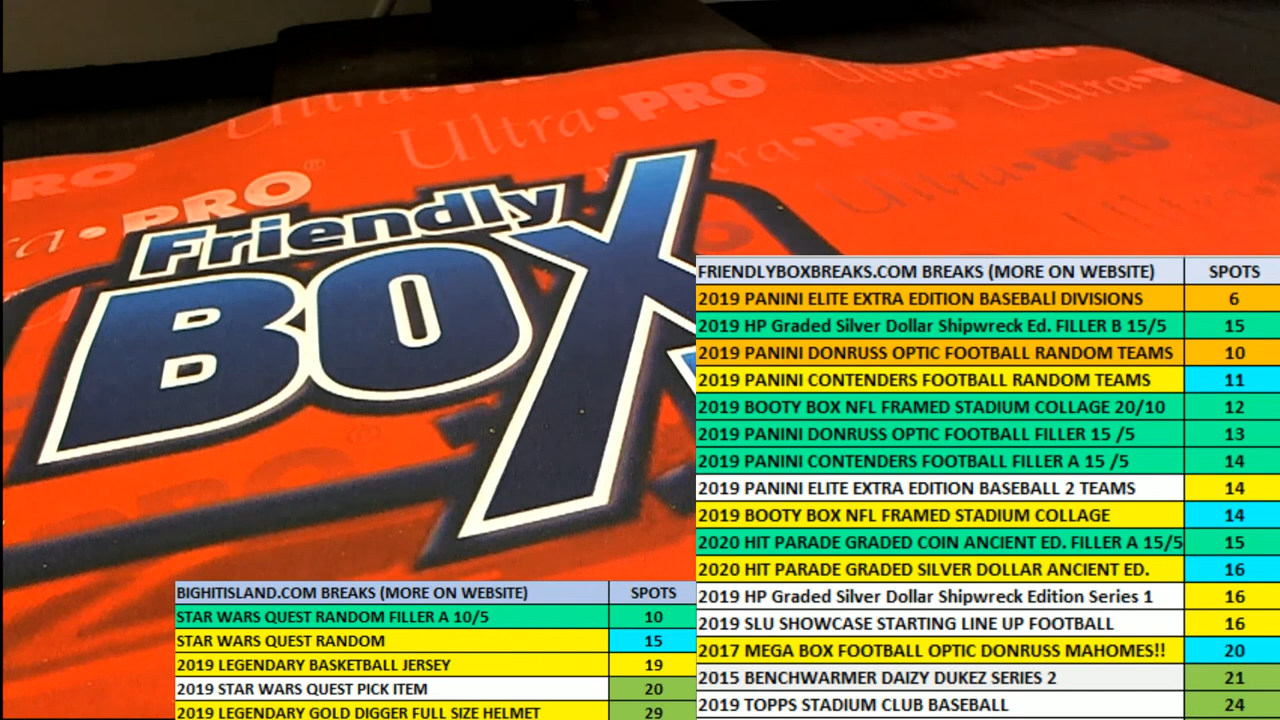 Ultra•PRO
Ultra•PRO
Ultra•PRO
Ultra•PRO
PRO
PRO®
Ultra•PRO
Friendly
BOX
FRIENDLYBOXBREAKS.COM BREAKS (MORE ON WEBSITE) SPOTS
2019 PANINI ELITE EXTRA EDITION BASEBAll DIVISIONS 6
2019 HP Graded Silver Dollar Shipwreck Ed. FILLER B 15/5 15
2019 PANINI DONRUSS OPTIC FOOTBALL RANDOM TEAMS 10
2019 PANINI CONTENDERS FOOTBALL RANDOM TEAMS 11
2019 BOOTY BOX NFL FRAMED STADIUM COLLAGE 20/10 12
2019 PANINI DONRUSS OPTIC FOOTBALL FILLER 15 /5 13
2019 PANINI CONTENDERS FOOTBALL FILLER A 15 /5 14
2019 PANINI ELITE EXTRA EDITION BASEBALL 2 TEAMS 14
2019 BOOTY BOX NFL FRAMED STADIUM COLLAGE 14
2020 HIT PARADE GRADED COIN ANCIENT ED. FILLER A 15/5 15
2020 HIT PARADE GRADED SILVER DOLLAR ANCIENT ED. 16
2019 HP Graded Silver Dollar Shipwreck Edition Series 1 16
2019 SLU SHOWCASE STARTING LINE UP FOOTBALL 16
2017 MEGA BOX FOOTBALL OPTIC DONRUSS MAHOMES!! 20
2015 BENCHWARMER DAIZY DUKEZ SERIES 2 21
2019 TOPPS STADIUM CLUB BASEBALL 24
BIGHITISLAND.COM BREAKS (MORE ON WEBSITE) SPOTS
STAR WARS QUEST RANDOM FILLER A 10/5 10
STAR WARS QUEST RANDOM 15
2019 LEGENDARY BASKETBALL JERSEY 19
2019 STAR WARS QUEST PICK ITEM 20
2019 LEGENDARY GOLD DIGGER FULL SIZE HELMET 29